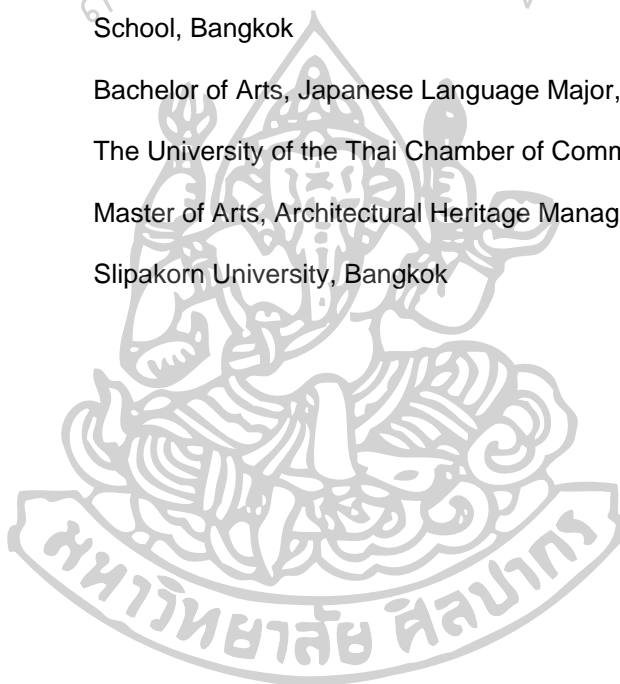 School, Bangkok
Bachelor of Arts, Japanese Language Major,
The University of the Thai Chamber of Comm
Master of Arts, Architectural Heritage Manag
Slipakorn University, Bangkok
มหาวิทยาลัย ศิลปากร